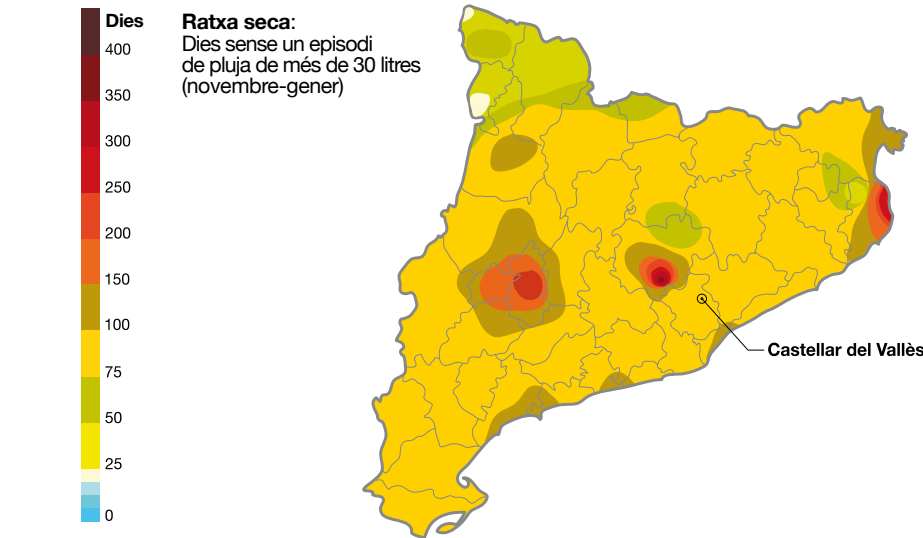 Dies
400
350
300
250
200
150
100
75
50
25
0
Ratxa seca:
Dies sense un episodi
de pluja de més de 30 litres
(novembre-gener)
Castellar del Vallès